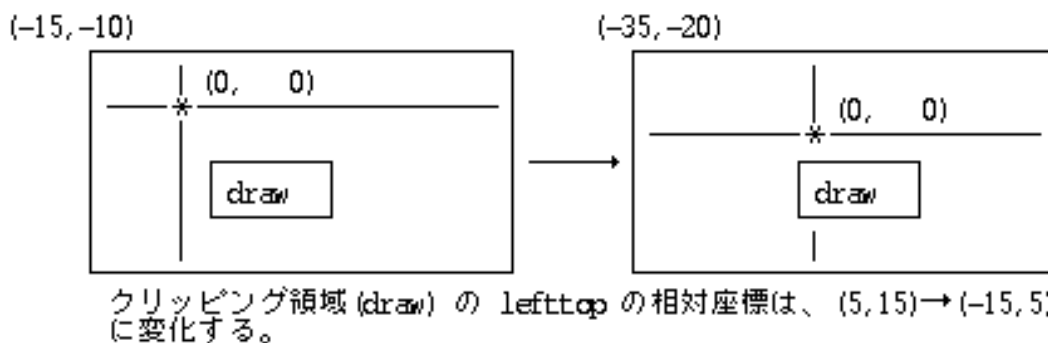 (-15,-10)
(-35,-20)
(0, 0)
(0, 0)
draw
draw
クリッピング領域(draw) の lefttop の相対座標は、 (5,15)→(-15,5)
に変化する。